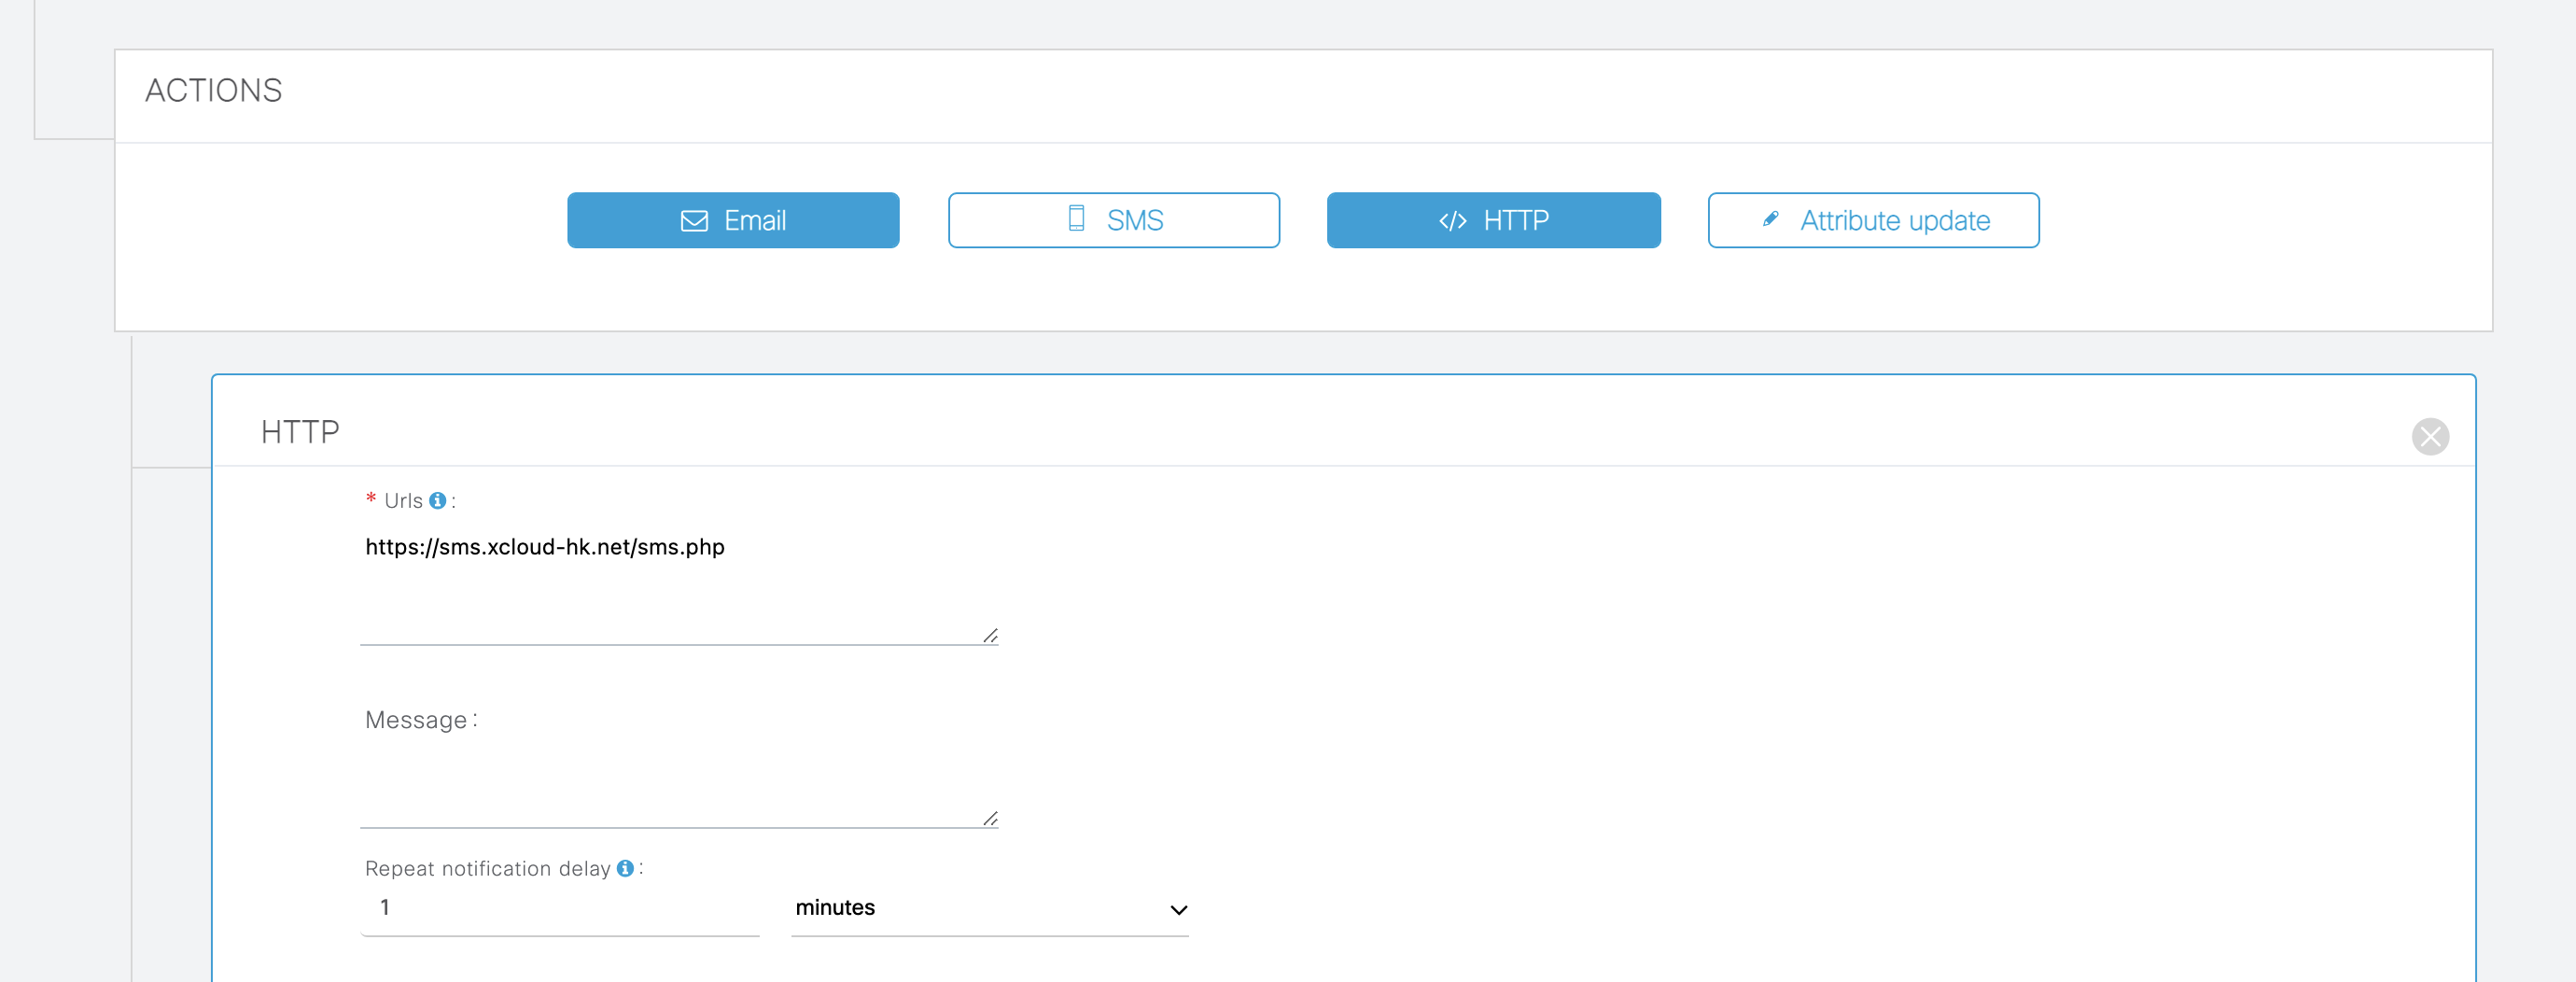 ACTIONS
Email
SMS
</> HTTP
Attribute update
HTTP
* Urls :
https://sms.xcloud-hk.net/sms.php
Message :
Repeat notification delay :
1
minutes